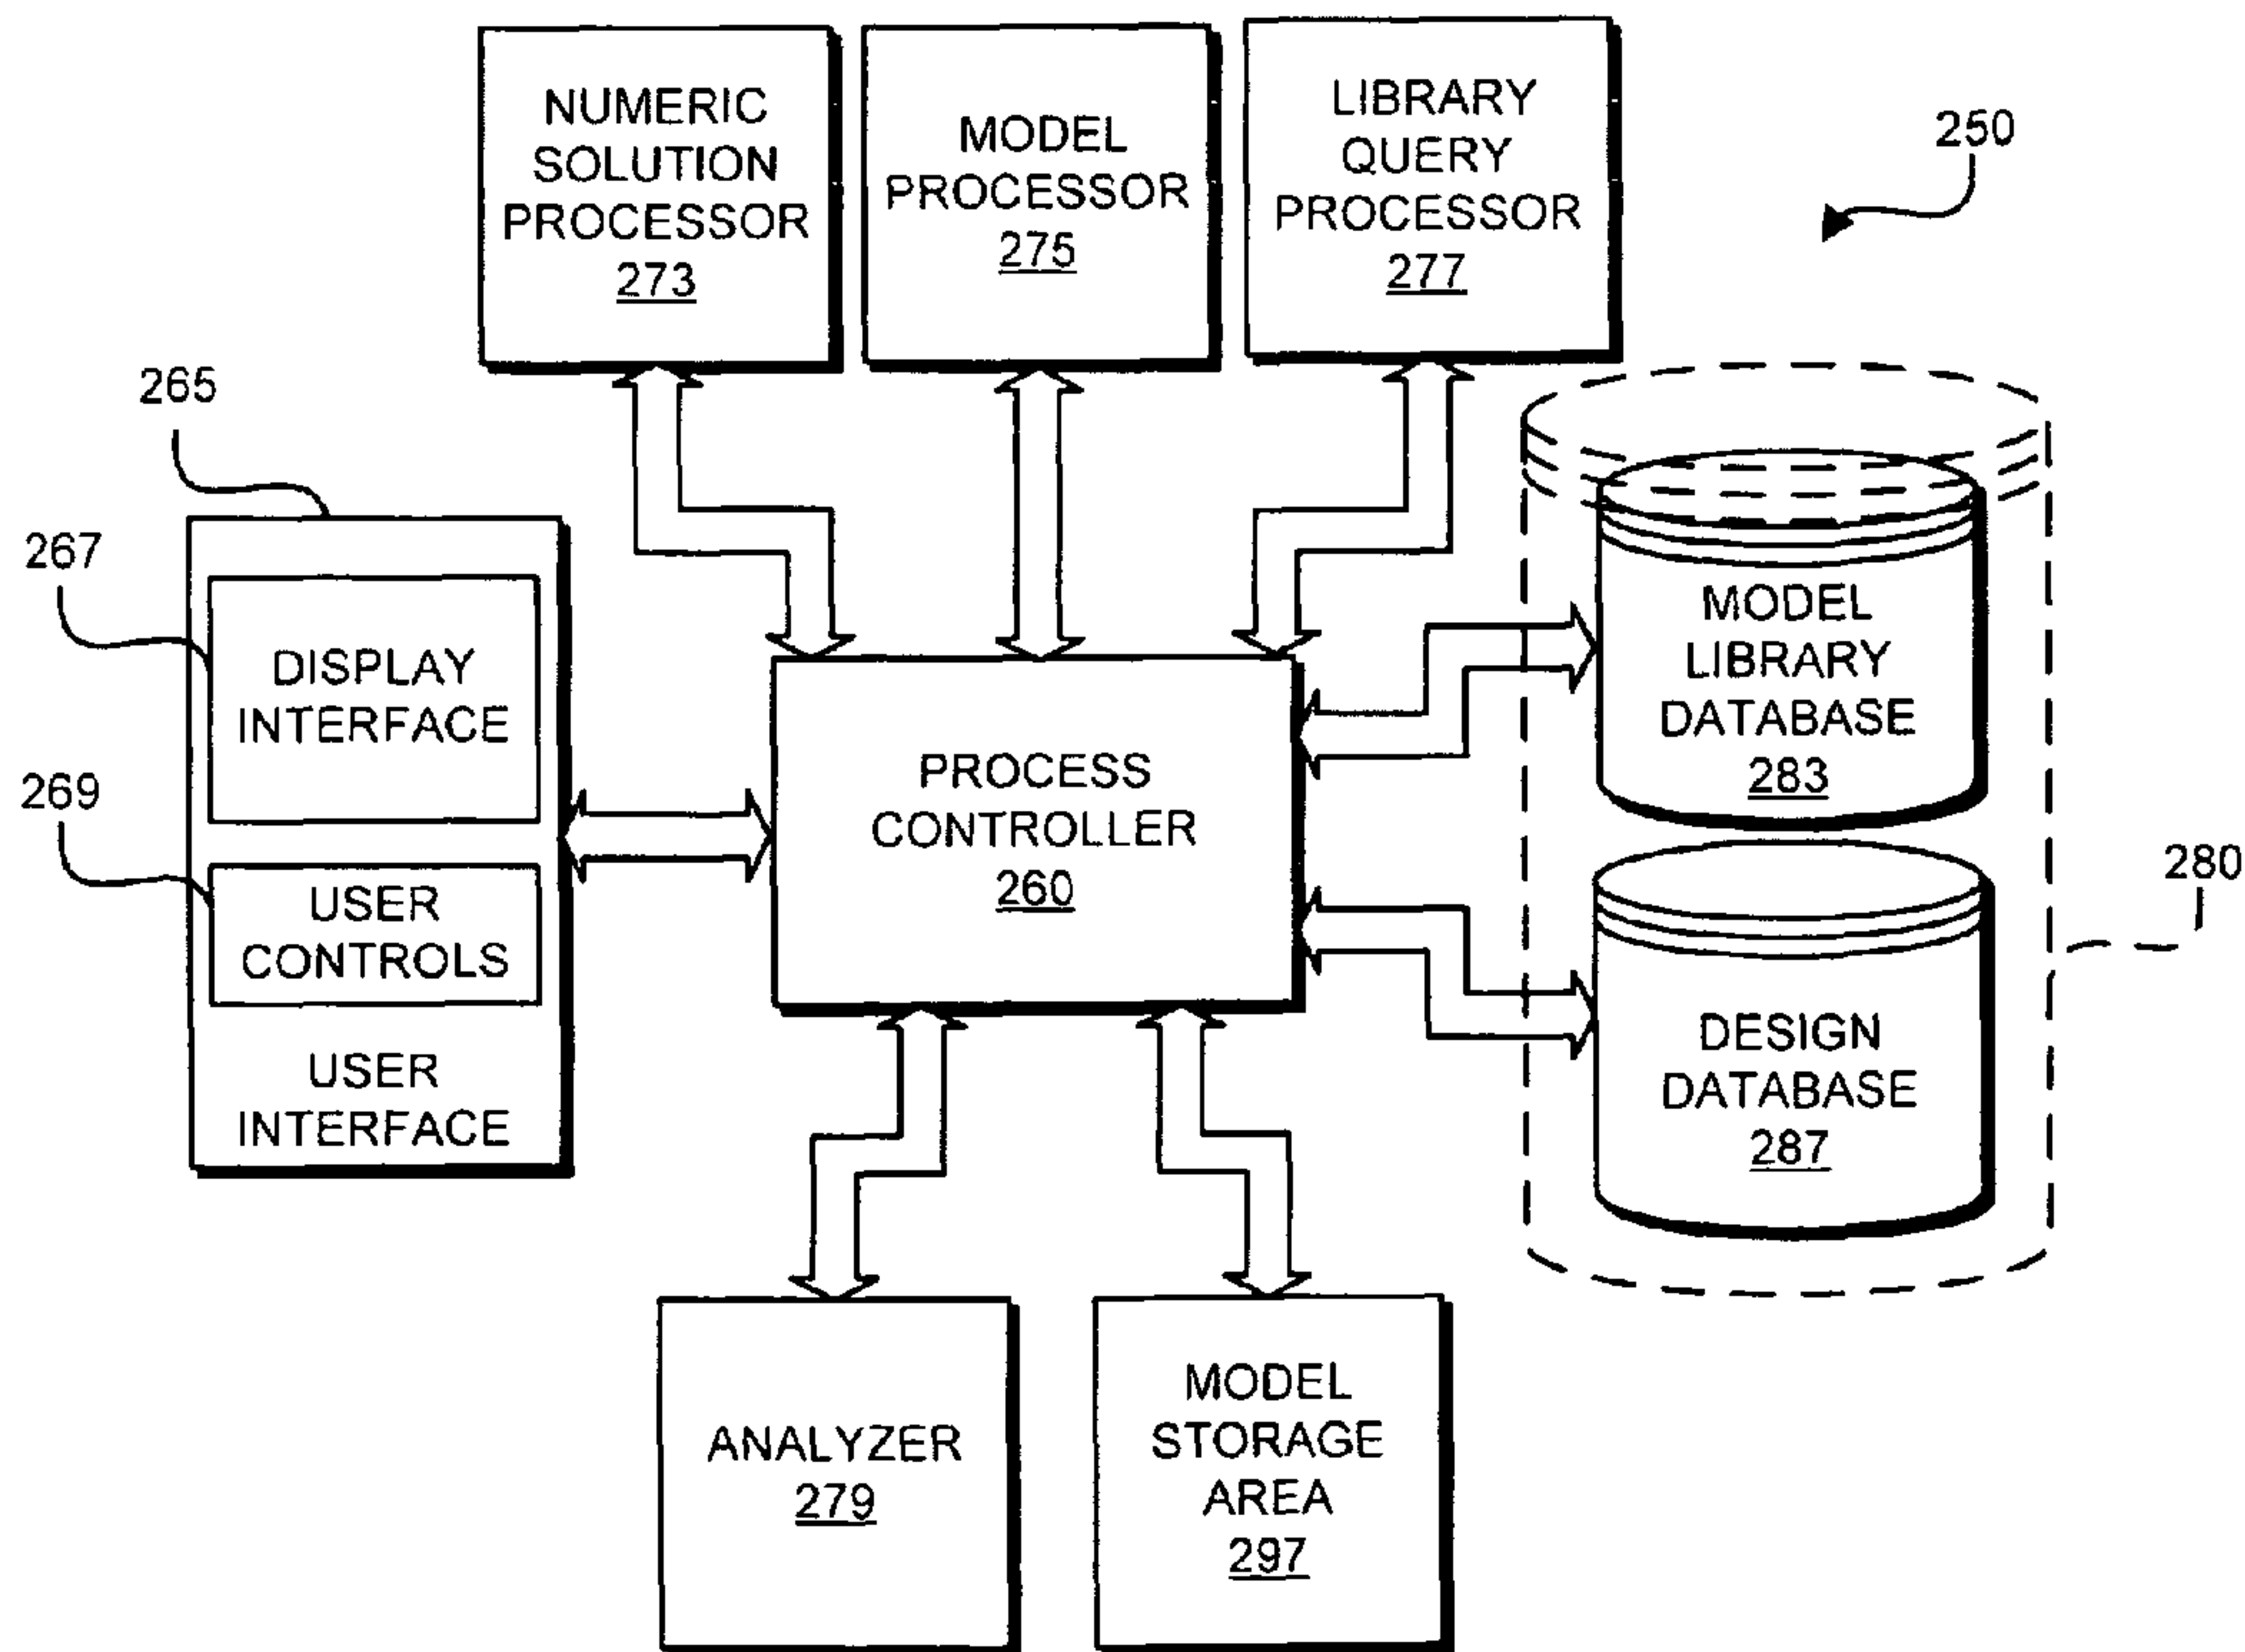 NUMERIC
SOLUTION
PROCESSOR
273
MODEL
PROCESSOR
275
LIBRARY
QUERY
PROCESSOR
277
250
265
267
269
DISPLAY
INTERFACE
USER
CONTROLS
USER
INTERFACE
PROCESS
CONTROLLER
260
MODEL
LIBRARY
DATABASE
283
280
DESIGN
DATABASE
287
ANALYZER
279
MODEL
STORAGE
AREA
297